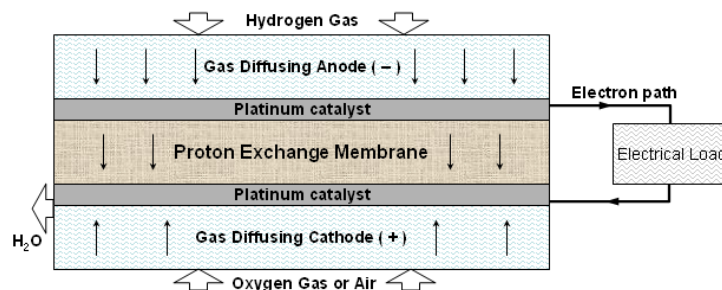 Hydrogen Gas
Gas Diffusing Anode ( – )
Electron path
Platinum catalyst
Proton Exchange Membrane
Electrical Load
Platinum catalyst
H₂O
Gas Diffusing Cathode ( + )
Oxygen Gas or Air